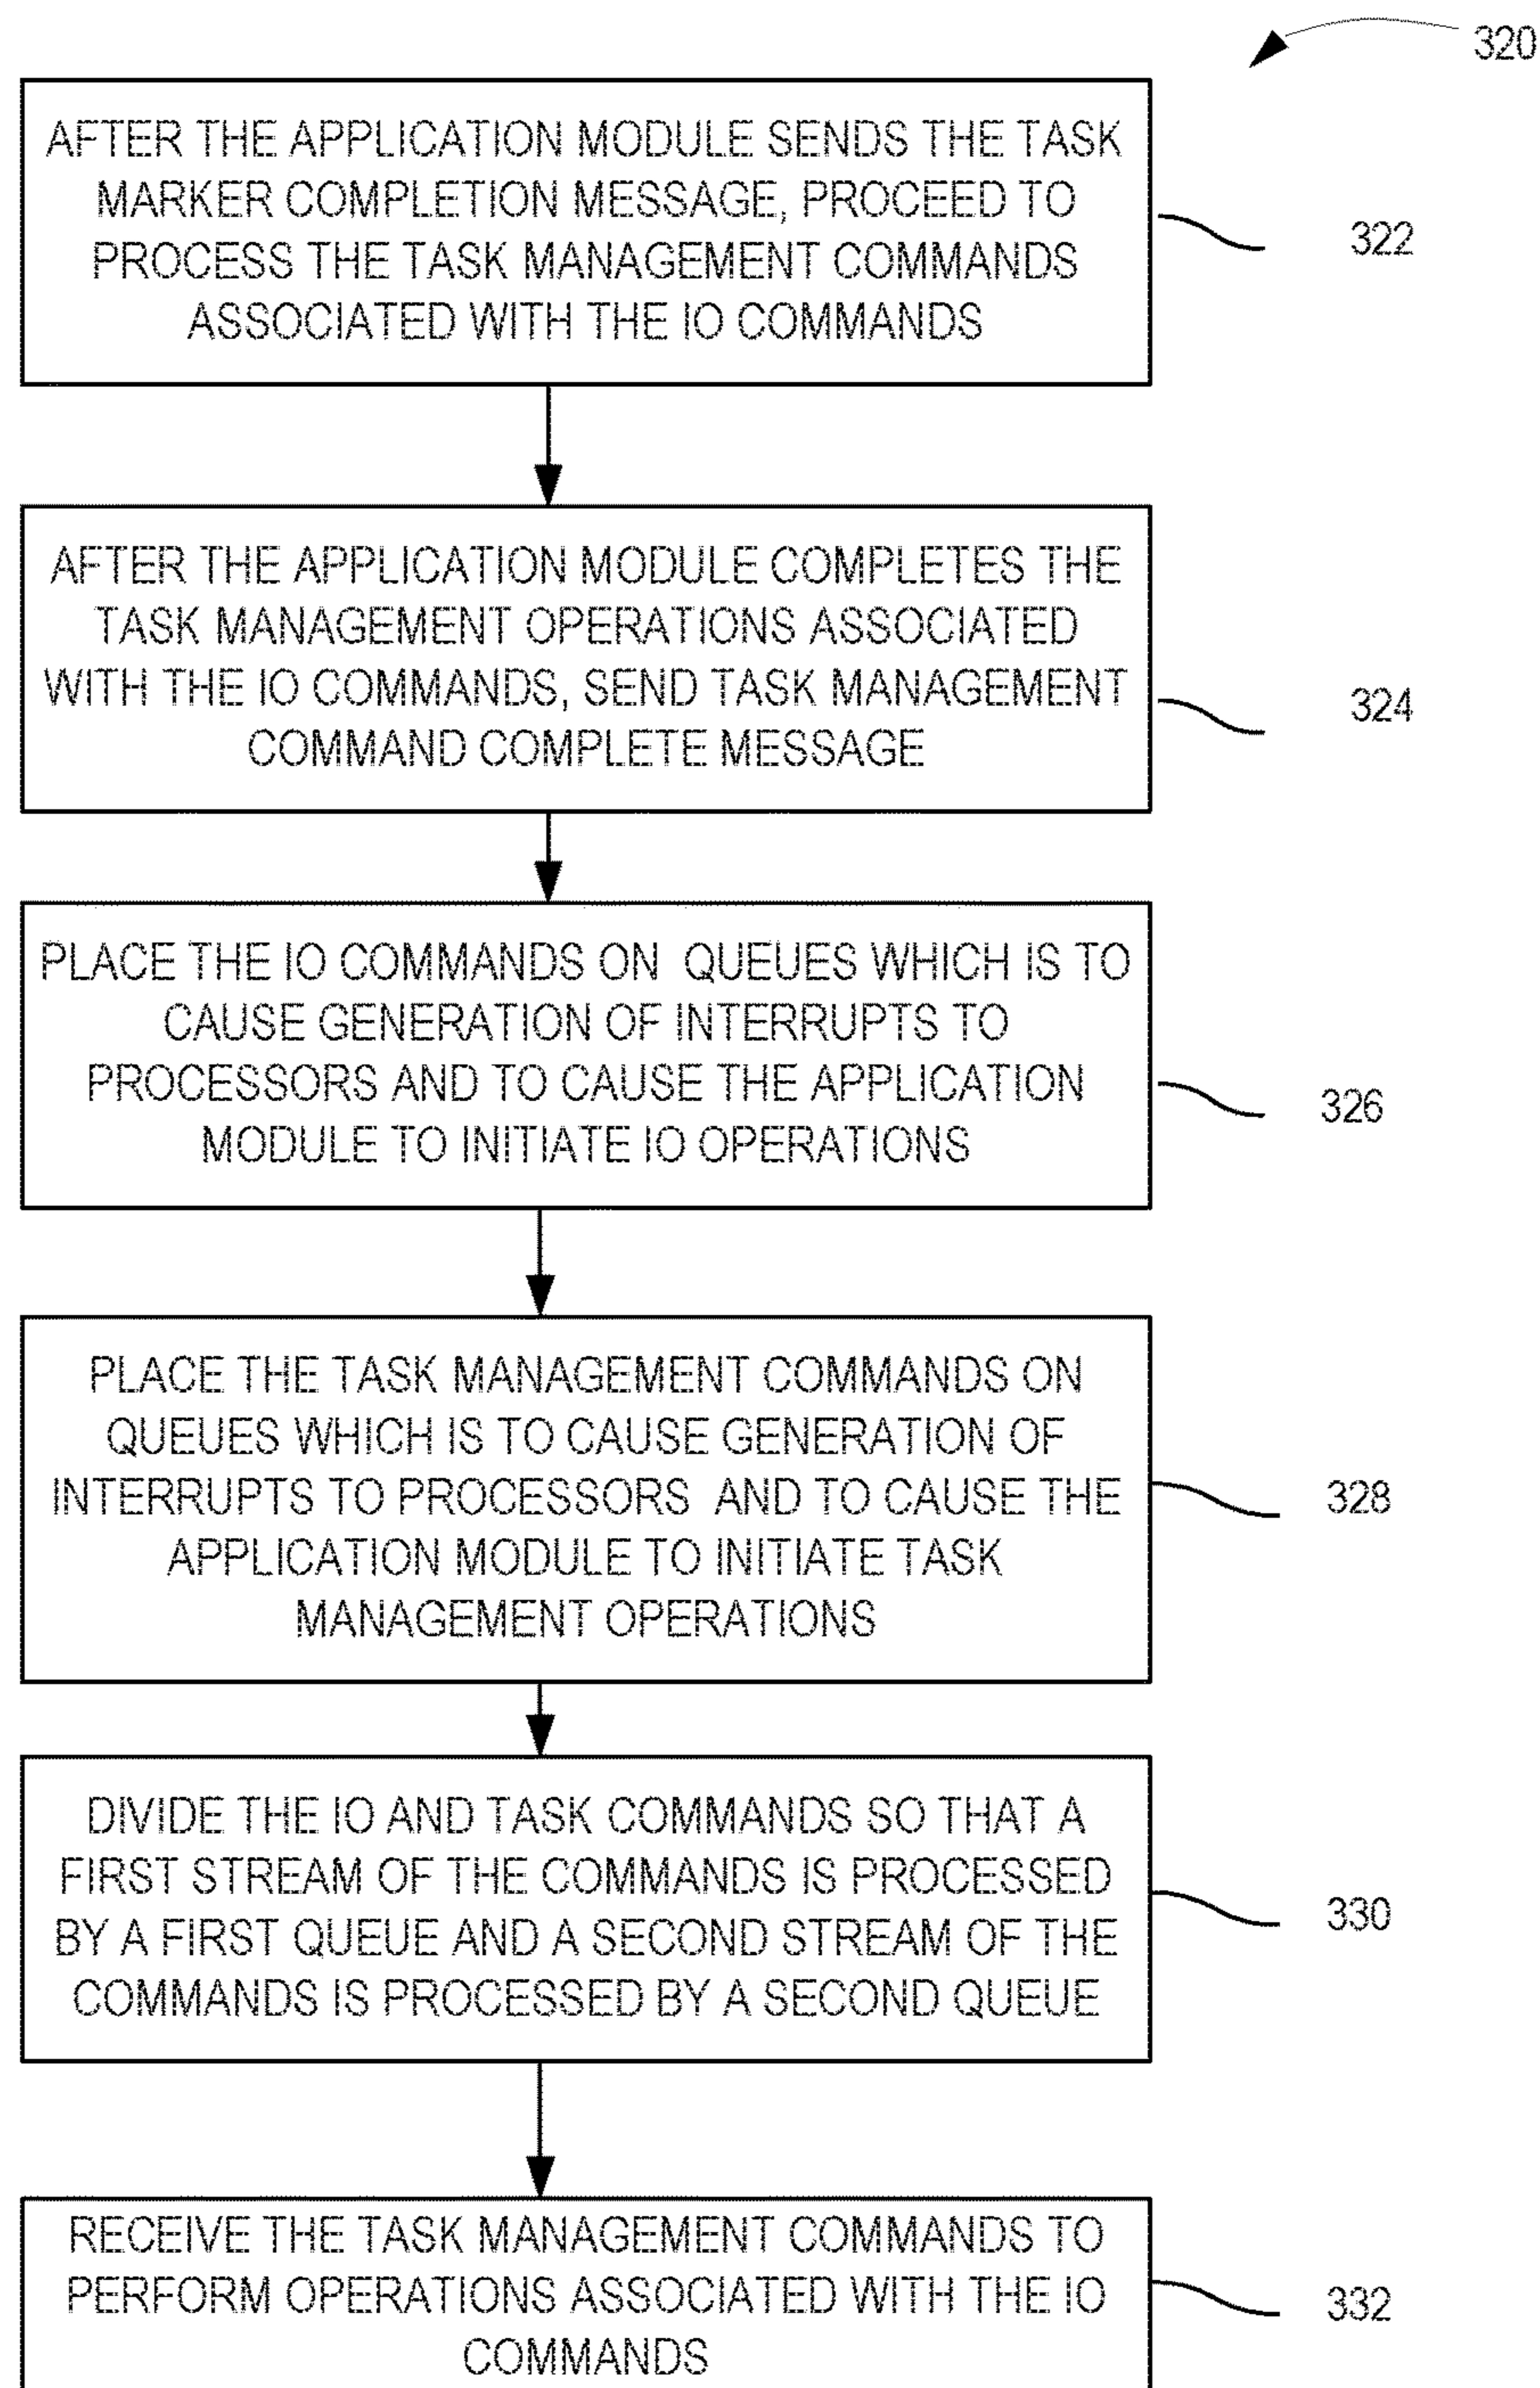 320
AFTER THE APPLICATION MODULE SENDS THE TASK
MARKER COMPLETION MESSAGE, PROCEED TO
PROCESS THE TASK MANAGEMENT COMMANDS
ASSOCIATED WITH THE IO COMMANDS
322
AFTER THE APPLICATION MODULE COMPLETES THE
TASK MANAGEMENT OPERATIONS ASSOCIATED
WITH THE IO COMMANDS, SEND TASK MANAGEMENT
COMMAND COMPLETE MESSAGE
324
PLACE THE IO COMMANDS ON QUEUES WHICH IS TO
CAUSE GENERATION OF INTERRUPTS TO
PROCESSORS AND TO CAUSE THE APPLICATION
MODULE TO INITIATE IO OPERATIONS
326
PLACE THE TASK MANAGEMENT COMMANDS ON
QUEUES WHICH IS TO CAUSE GENERATION OF
INTERRUPTS TO PROCESSORS AND TO CAUSE THE
APPLICATION MODULE TO INITIATE TASK
MANAGEMENT OPERATIONS
328
DIVIDE THE IO AND TASK COMMANDS SO THAT A
FIRST STREAM OF THE COMMANDS IS PROCESSED
BY A FIRST QUEUE AND A SECOND STREAM OF THE
COMMANDS IS PROCESSED BY A SECOND QUEUE
330
RECEIVE THE TASK MANAGEMENT COMMANDS TO
PERFORM OPERATIONS ASSOCIATED WITH THE IO
COMMANDS
332